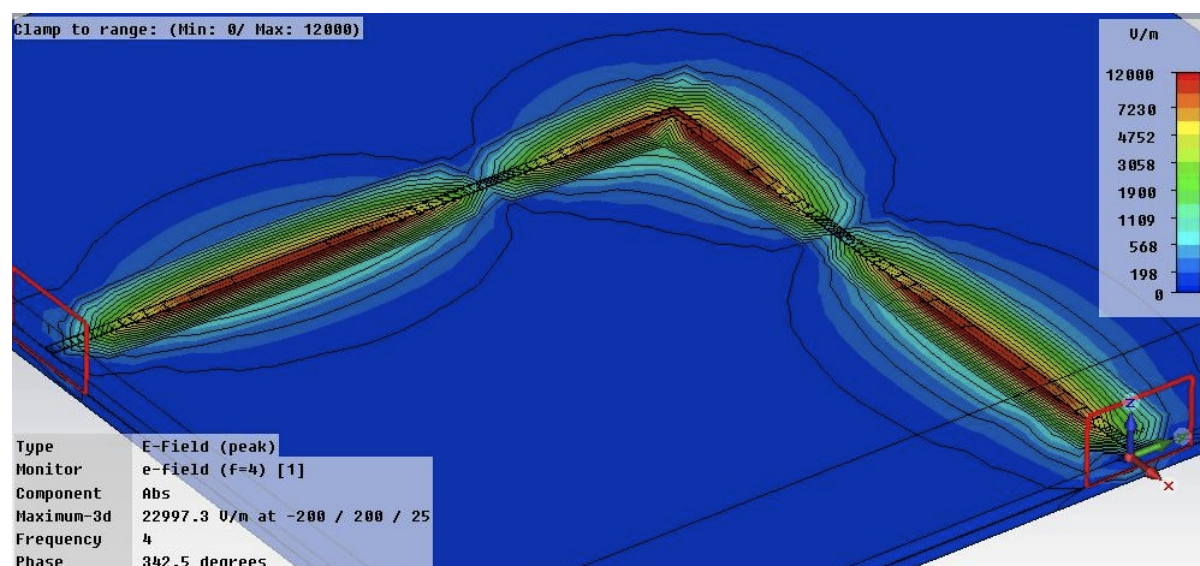 Clamp to range: (Min: 0/ Max: 12000)
V/m
12000
7230
4752
3058
1900
1109
568
198
0
Type E-Field (peak)
Monitor e-field (f=4) [1]
Component Abs
Maximum-3d 22997.3 V/m at -200 / 200 / 25
Frequency 4
Phase 342.5 degrees
z
x